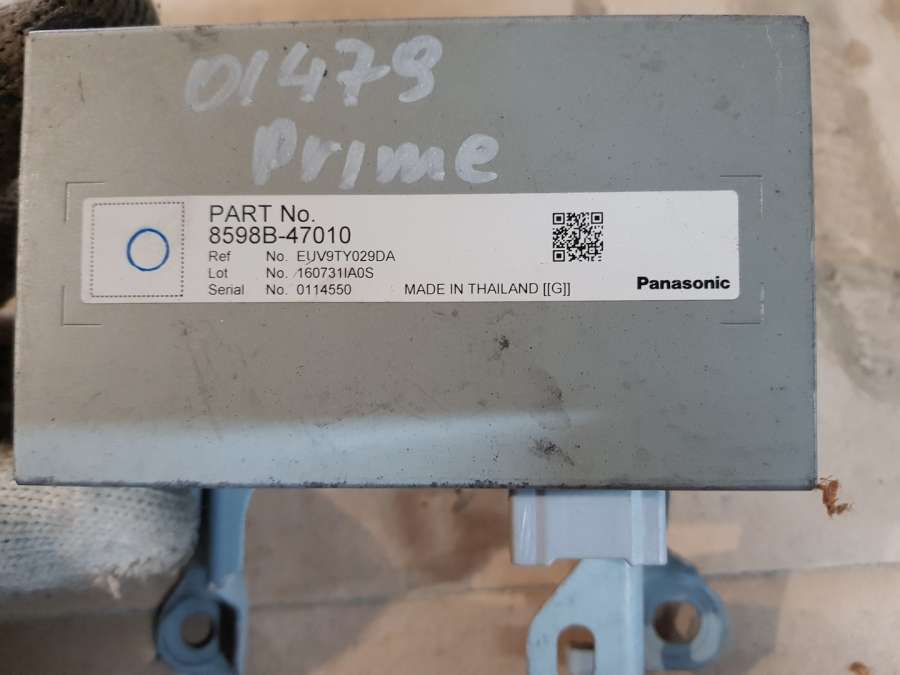 01479
Prime
PART No.
8598B-47010
Ref No. EUV9TY029DA
Lot No. 160731IA0S
Serial No. 0114550 MADE IN THAILAND [[G]]
Panasonic